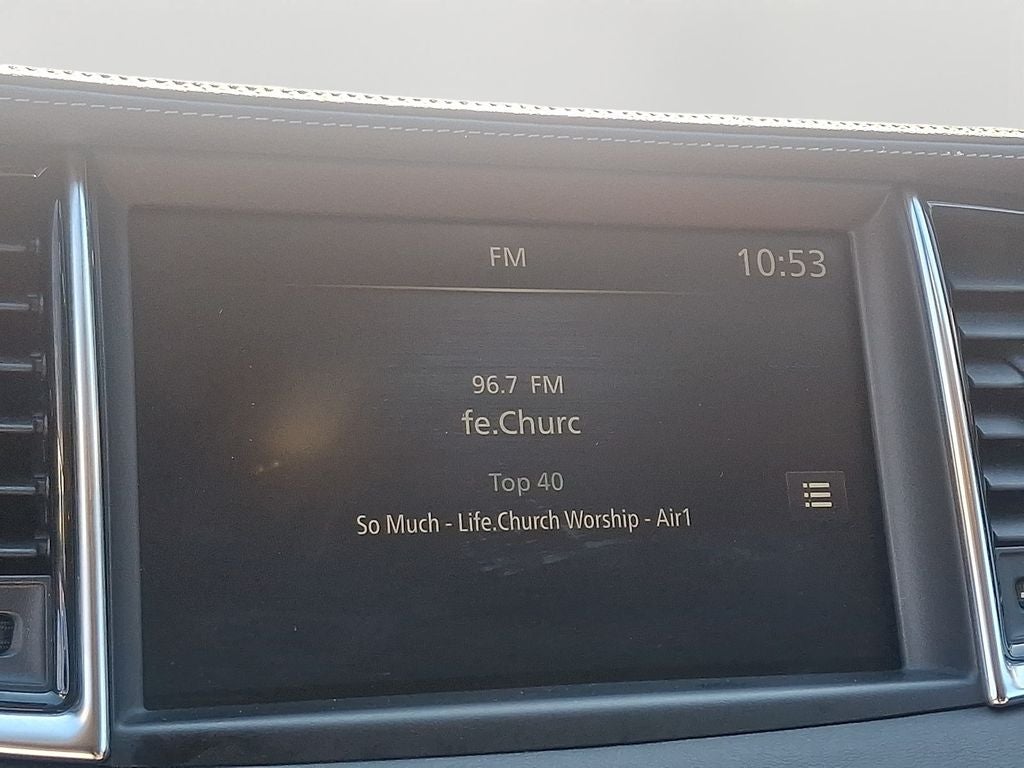 FM
10:53
96.7 FM
fe.Churc
Top 40
So Much - Life.Church Worship - Air1